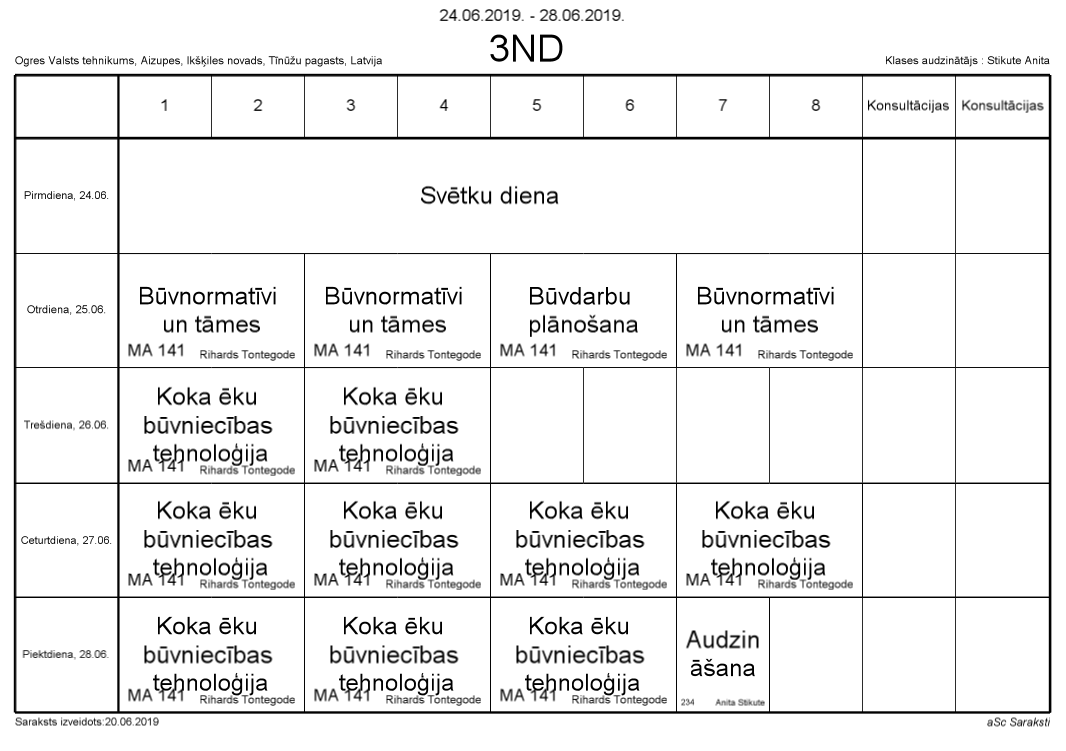 24.06.2019. - 28.06.2019.
3ND
Ogres Valsts tehnikums, Aizupes, Ikšķiles novads, Tīnūžu pagasts, Latvija
Klases audzinātājs : Stikute Anita
1 2 3 4 5 6 7 8 Konsultācijas Konsultācijas
Pirmdiena, 24.06.
Svētku diena
Otrdiena, 25.06.
Būvnormatīvi
un tāmes
MA 141 Rihards Tontegode
Būvnormatīvi
un tāmes
MA 141 Rihards Tontegode
Būvdarbu
plānošana
MA 141 Rihards Tontegode
Būvnormatīvi
un tāmes
MA 141 Rihards Tontegode
Trešdiena, 26.06.
Koka ēku
būvniecības
tehnoloģija
MA 141 Rihards Tontegode
Koka ēku
būvniecības
tehnoloģija
MA 141 Rihards Tontegode
Ceturtdiena, 27.06.
Koka ēku
būvniecības
tehnoloģija
MA 141 Rihards Tontegode
Koka ēku
būvniecības
tehnoloģija
MA 141 Rihards Tontegode
Koka ēku
būvniecības
tehnoloģija
MA 141 Rihards Tontegode
Koka ēku
būvniecības
tehnoloģija
MA 141 Rihards Tontegode
Piektdiena, 28.06.
Koka ēku
būvniecības
tehnoloģija
MA 141 Rihards Tontegode
Koka ēku
būvniecības
tehnoloģija
MA 141 Rihards Tontegode
Koka ēku
būvniecības
tehnoloģija
MA 141 Rihards Tontegode
Audzin
āšana
234 Anita Stikute
Saraksts izveidots:20.06.2019
aSc Saraksti